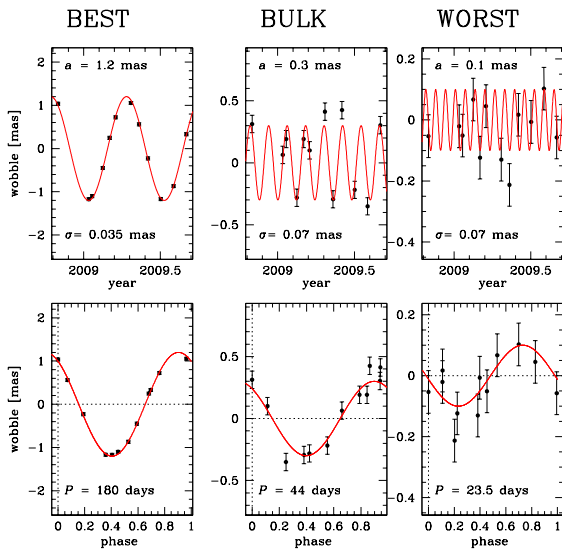 BEST BULK WORST
a = 1.2 mas
a = 0.3 mas
a = 0.1 mas
2
1
0
−1
−2
0.5
0
−0.5
0.2
0
−0.2
−0.4
wobble [mas]
σ= 0.035 mas
σ= 0.07 mas
σ=0.07 mas
2009 2009.5
2009 2009.5
2009 2009.5
year year year
2
1
0
−1
−2
0.5
0
−0.5
0.2
0
−0.2
−0.4
wobble [mas]
P = 180 days
P = 44 days
P = 23.5 days
0 0.2 0.4 0.6 0.8 1
0 0.2 0.4 0.6 0.8
0 0.2 0.4 0.6 0.8 1
phase phase phase